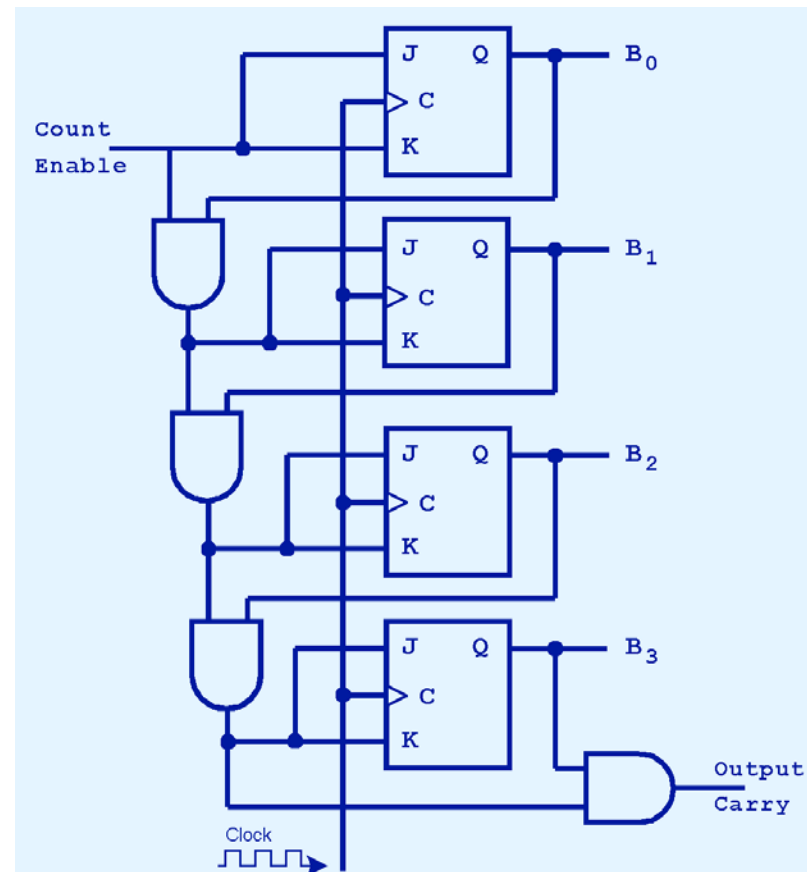 J Q B0
C
Count
Enable
K
J Q B1
C
K
J Q B2
C
K
J Q B3
C
K
Output
Carry
Clock